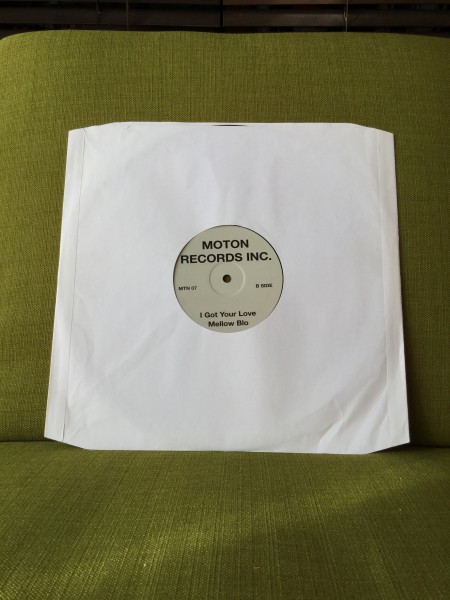 MOTON
RECORDS INC.
MTN 07
B SIDE
I Got Your Love
Mellow Blo